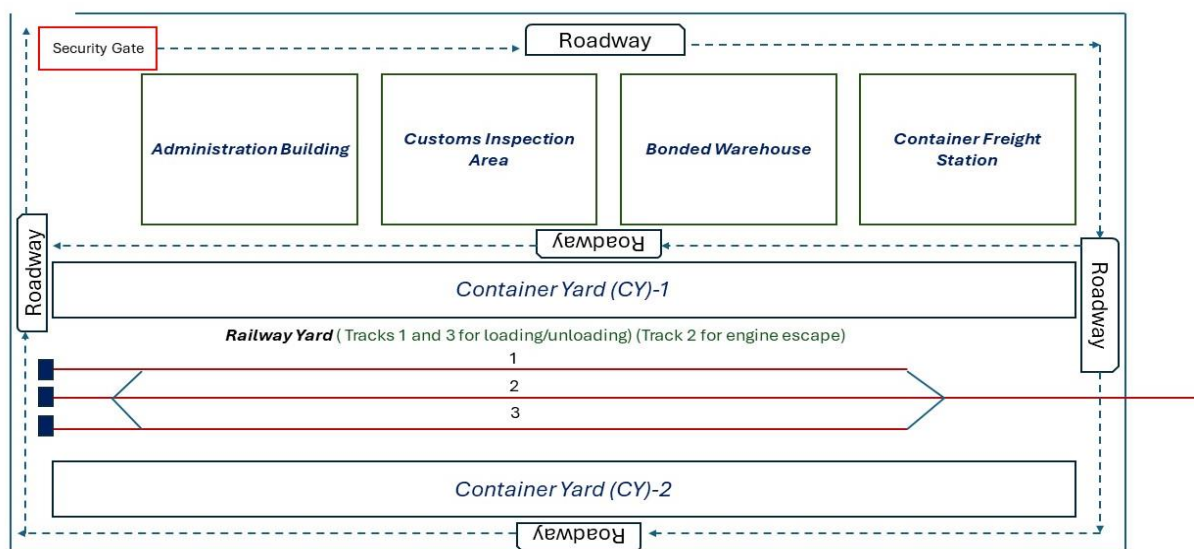 Security Gate
Roadway
Administration Building
Customs Inspection
Area
Bonded Warehouse
Container Freight
Station
Roadway
Roadway
Roadway
Container Yard (CY)-1
Railway Yard ( Tracks 1 and 3 for loading/unloading) (Track 2 for engine escape)
1
2
3
Container Yard (CY)-2
Roadway